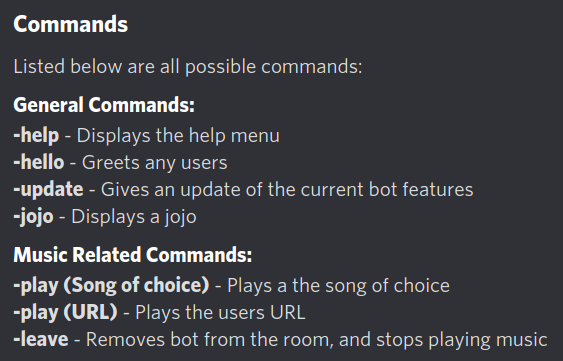 Commands
Listed below are all possible commands:
General Commands:
-help - Displays the help menu
-hello - Greets any users
-update - Gives an update of the current bot features
-jojo - Displays a jojo
Music Related Commands:
-play (Song of choice) - Plays a the song of choice
-play (URL) - Plays the users URL
-leave - Removes bot from the room, and stops playing music